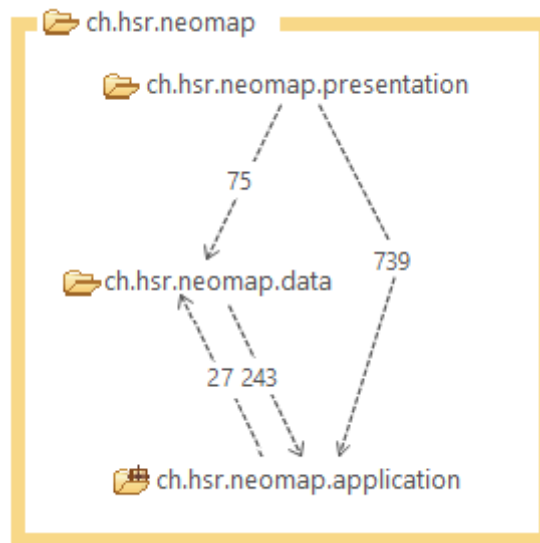 ch.hsr.neomap
ch.hsr.neomap.presentation
75
739
ch.hsr.neomap.data
27 243
ch.hsr.neomap.application